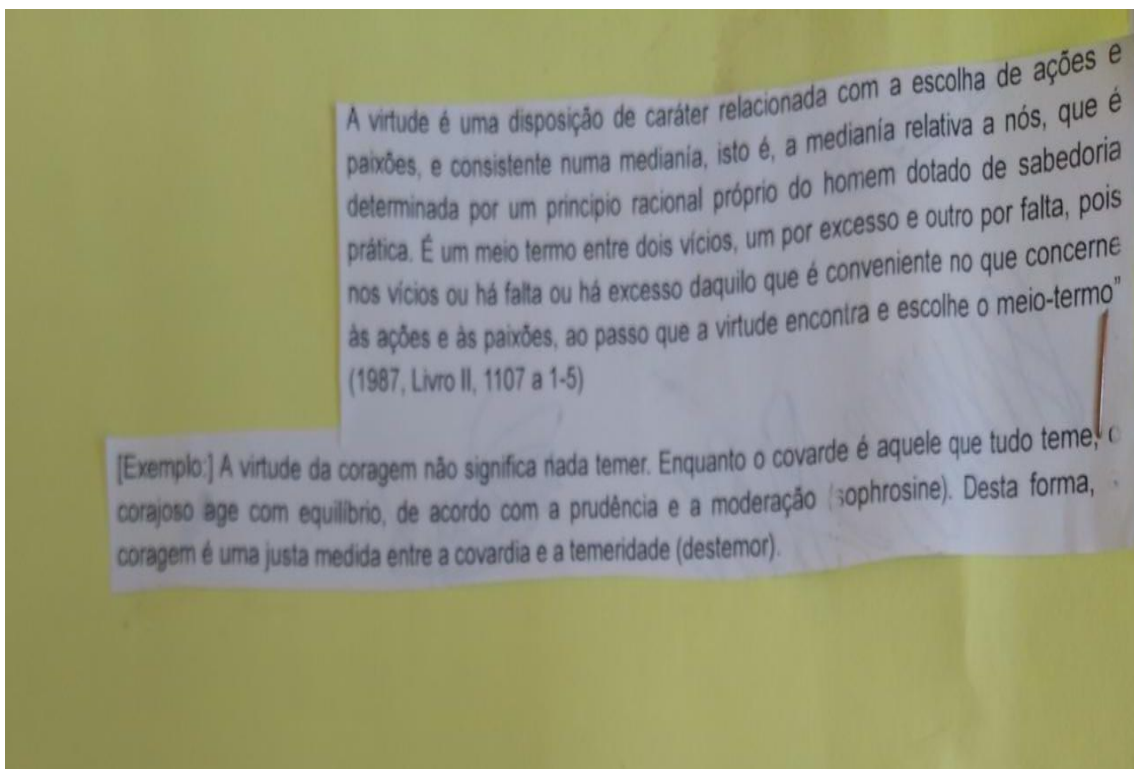 A virtude é uma disposição de caráter relacionada com a escolha de ações e
paixões, e consistente numa mediania, isto é, a mediania relativa a nós, que é
determinada por um principio racional próprio do homem dotado de sabedoria
prática. É um meio termo entre dois vícios, um por excesso e outro por falta, pois
nos vícios ou há falta ou há excesso daquilo que é conveniente no que concerne
às ações e às paixões, ao passo que a virtude encontra e escolhe o meio-termo”
(1987, Livro II, 1107 a 1-5)
[Exemplo:] A virtude da coragem não significa nada temer. Enquanto o covarde é aquele que tudo teme, o
corajoso age com equilíbrio, de acordo com a prudência e a moderação (sophrosine). Desta forma,
coragem é uma justa medida entre a covardia e a temeridade (destemor).